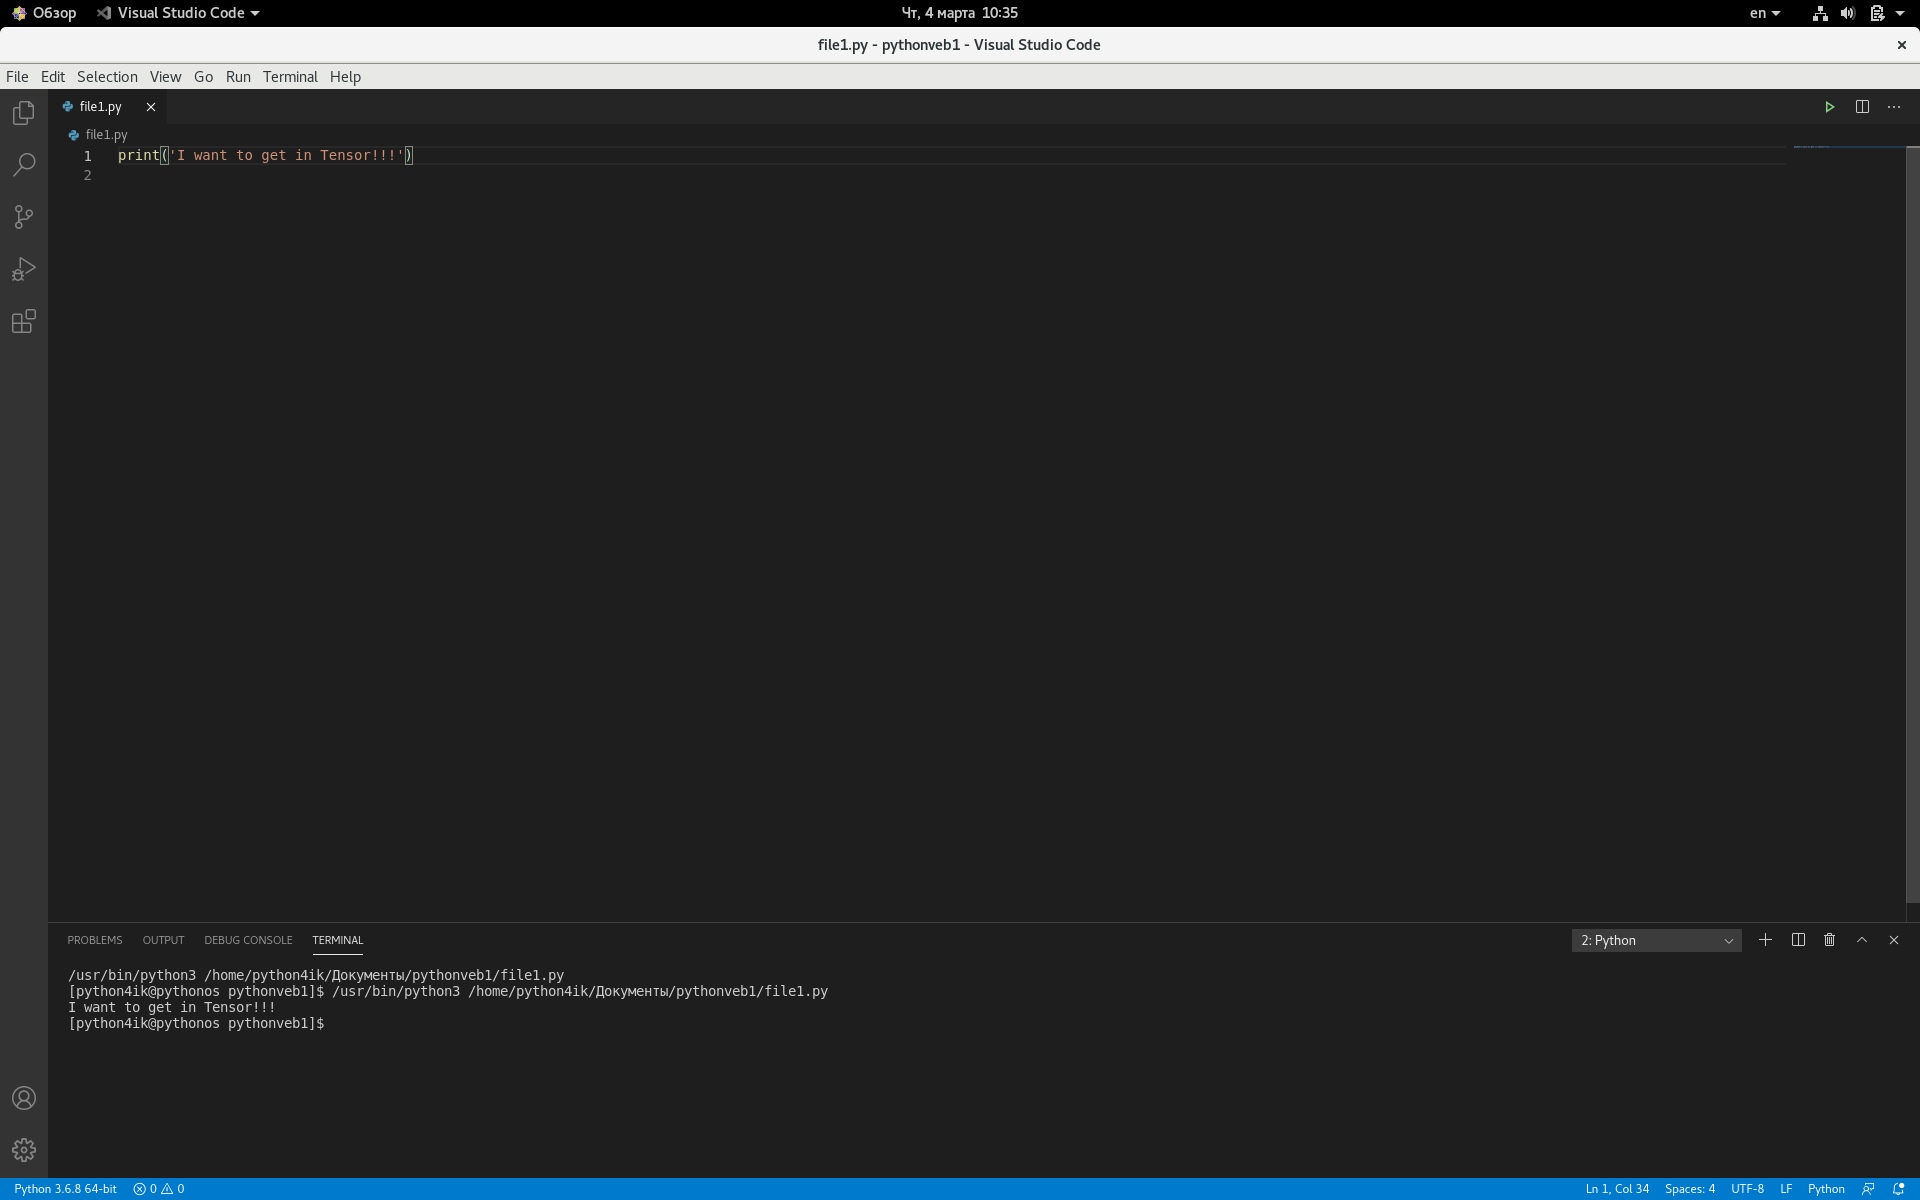 Обзор Visual Studio Code Чт, 4 марта 10:35 en
file1.py - pythonveb1 - Visual Studio Code
File Edit Selection View Go Run Terminal Help
file1.py
file1.py
1 print('I want to get in Tensor!!!')
2
PROBLEMS OUTPUT DEBUG CONSOLE TERMINAL 2: Python
/usr/bin/python3 /home/python4ik/Документы/pythonveb1/file1.py
[python4ik@pythonos pythonveb1]$ /usr/bin/python3 /home/python4ik/Документы/pythonveb1/file1.py
I want to get in Tensor!!!
[python4ik@pythonos pythonveb1]$
Python 3.6.8 64-bit 0 0 Ln 1, Col 34 Spaces: 4 UTF-8 LF Python